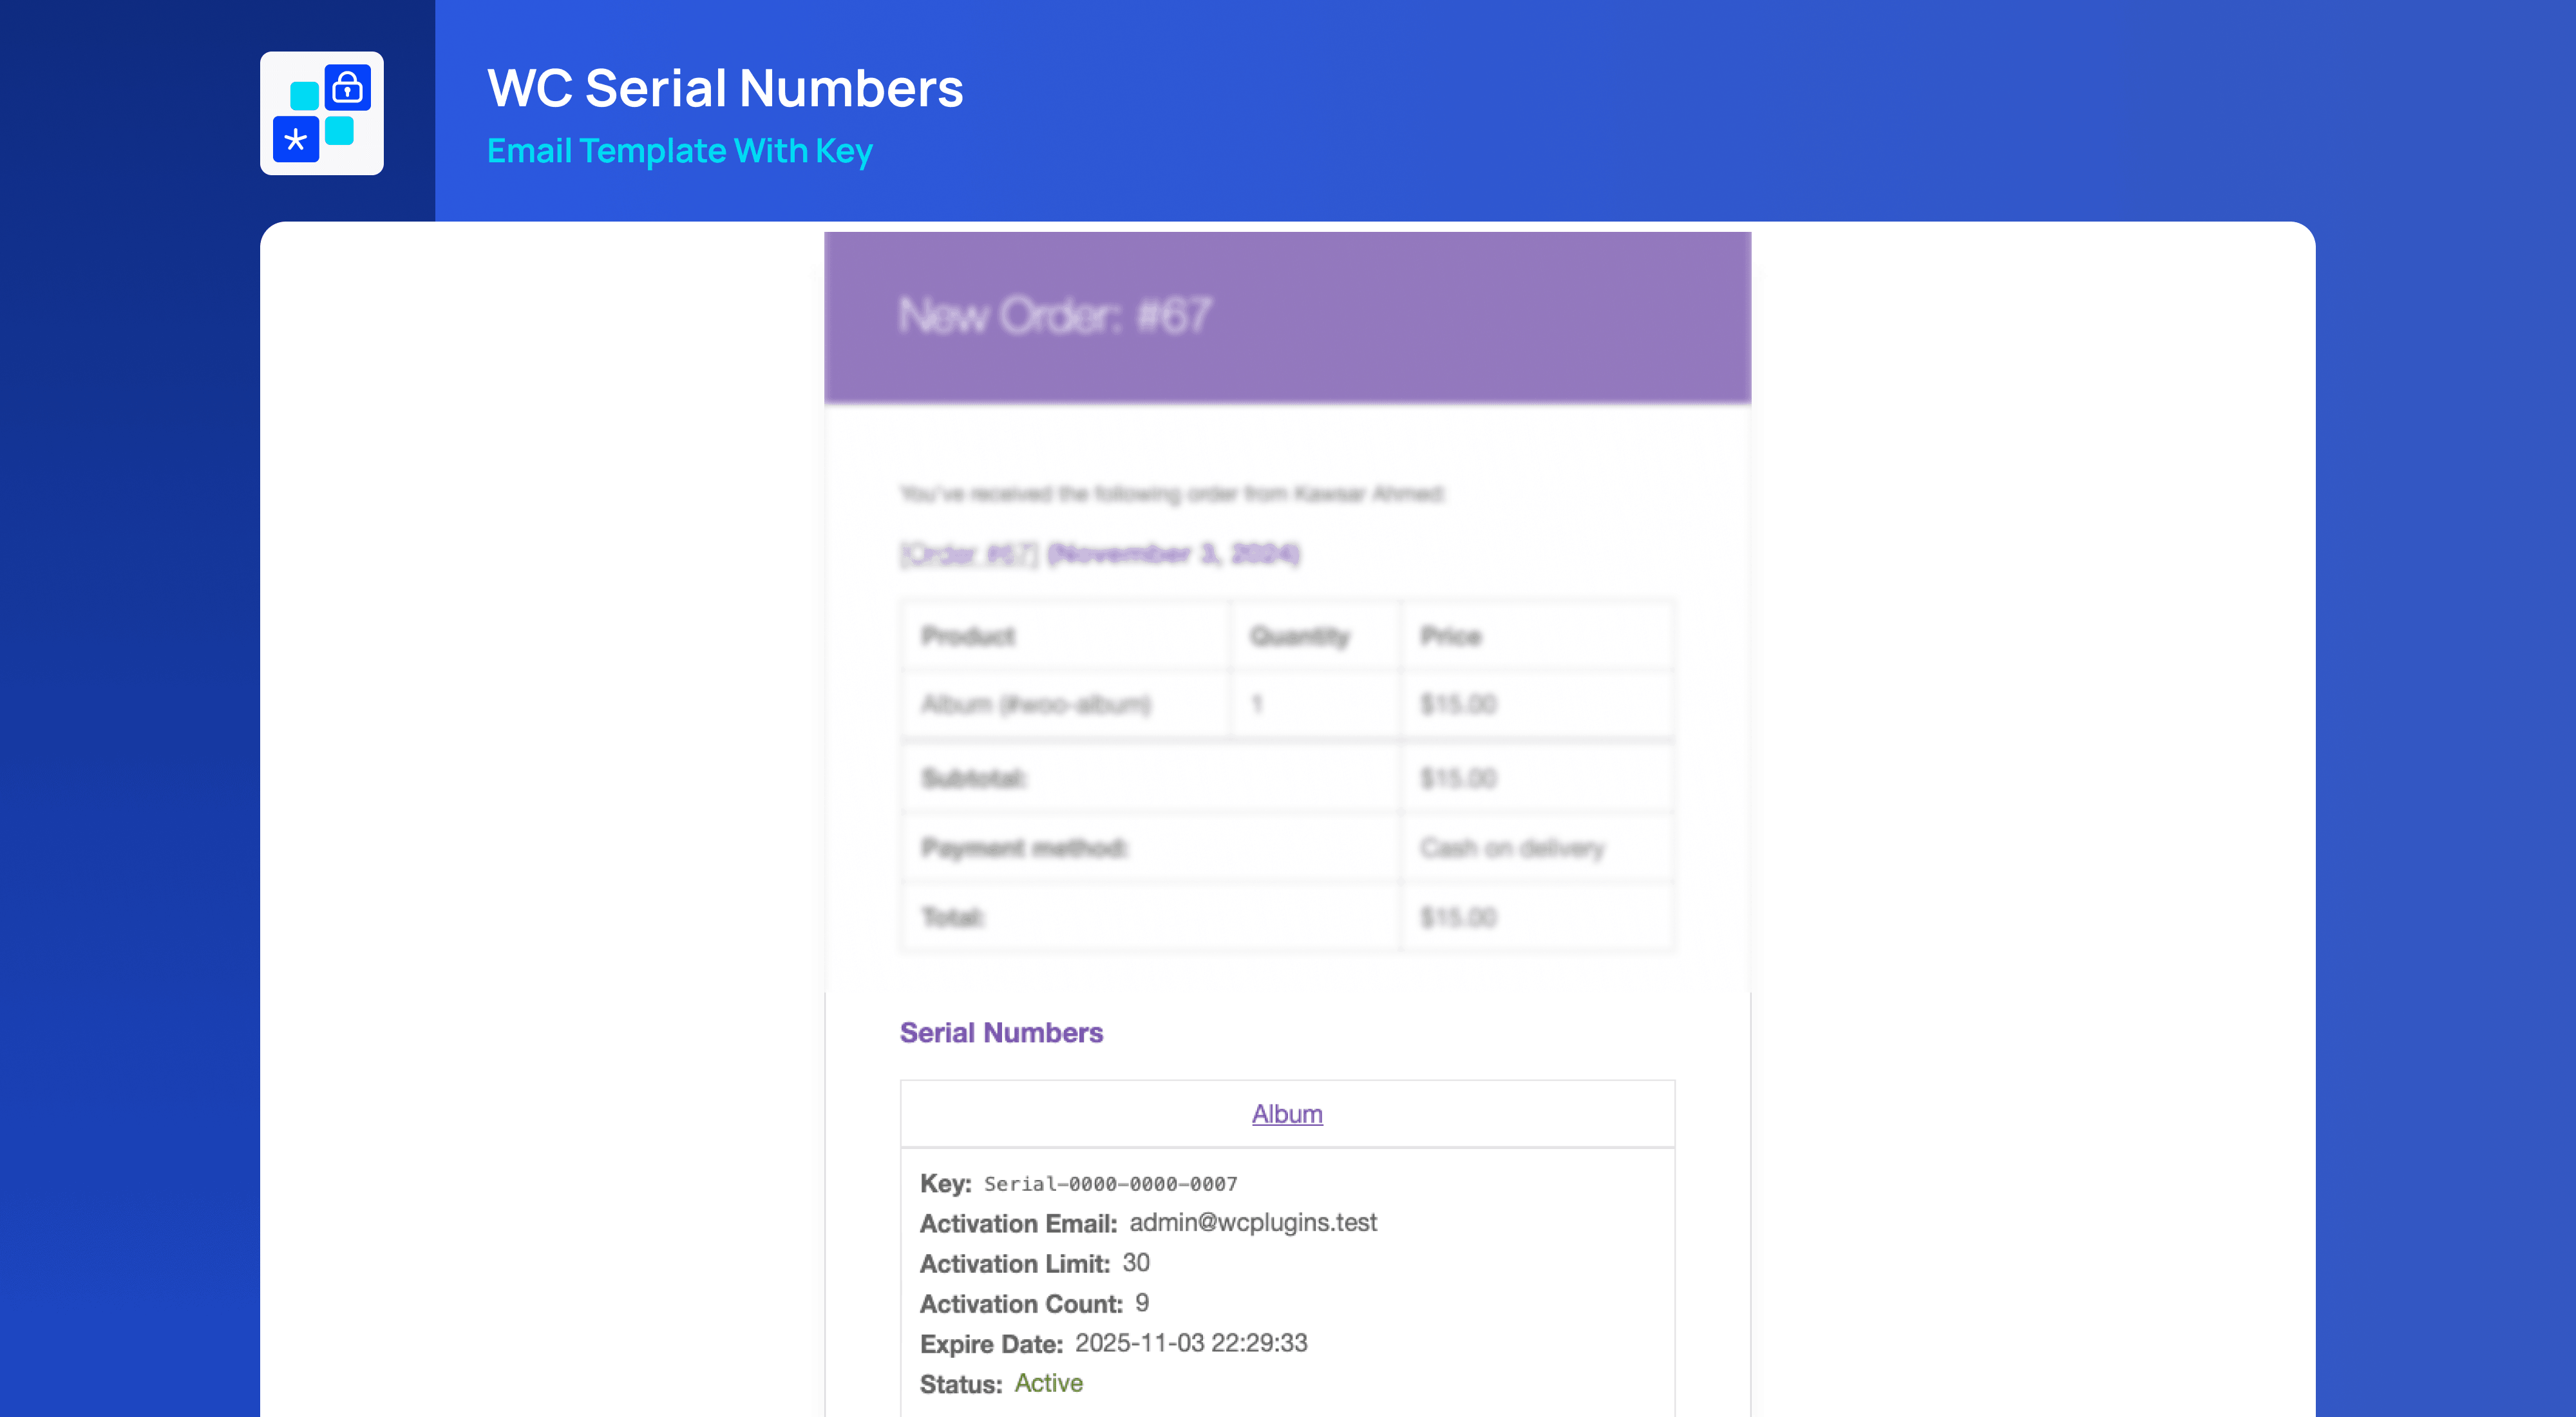 WC Serial Numbers
Email Template With Key
New Order: #67
You've received the following order from Kawsar Ahmed:
[Order #67] (November 3, 2024)
Product Quantity Price
Album (#woo-album) 1 $15.00
Subtotal: $15.00
Payment method: Cash on delivery
Total: $15.00
Serial Numbers
Album
Key: Serial-0000-0000-0007
Activation Email: admin@wcplugins.test
Activation Limit: 30
Activation Count: 9
Expire Date: 2025-11-03 22:29:33
Status: Active